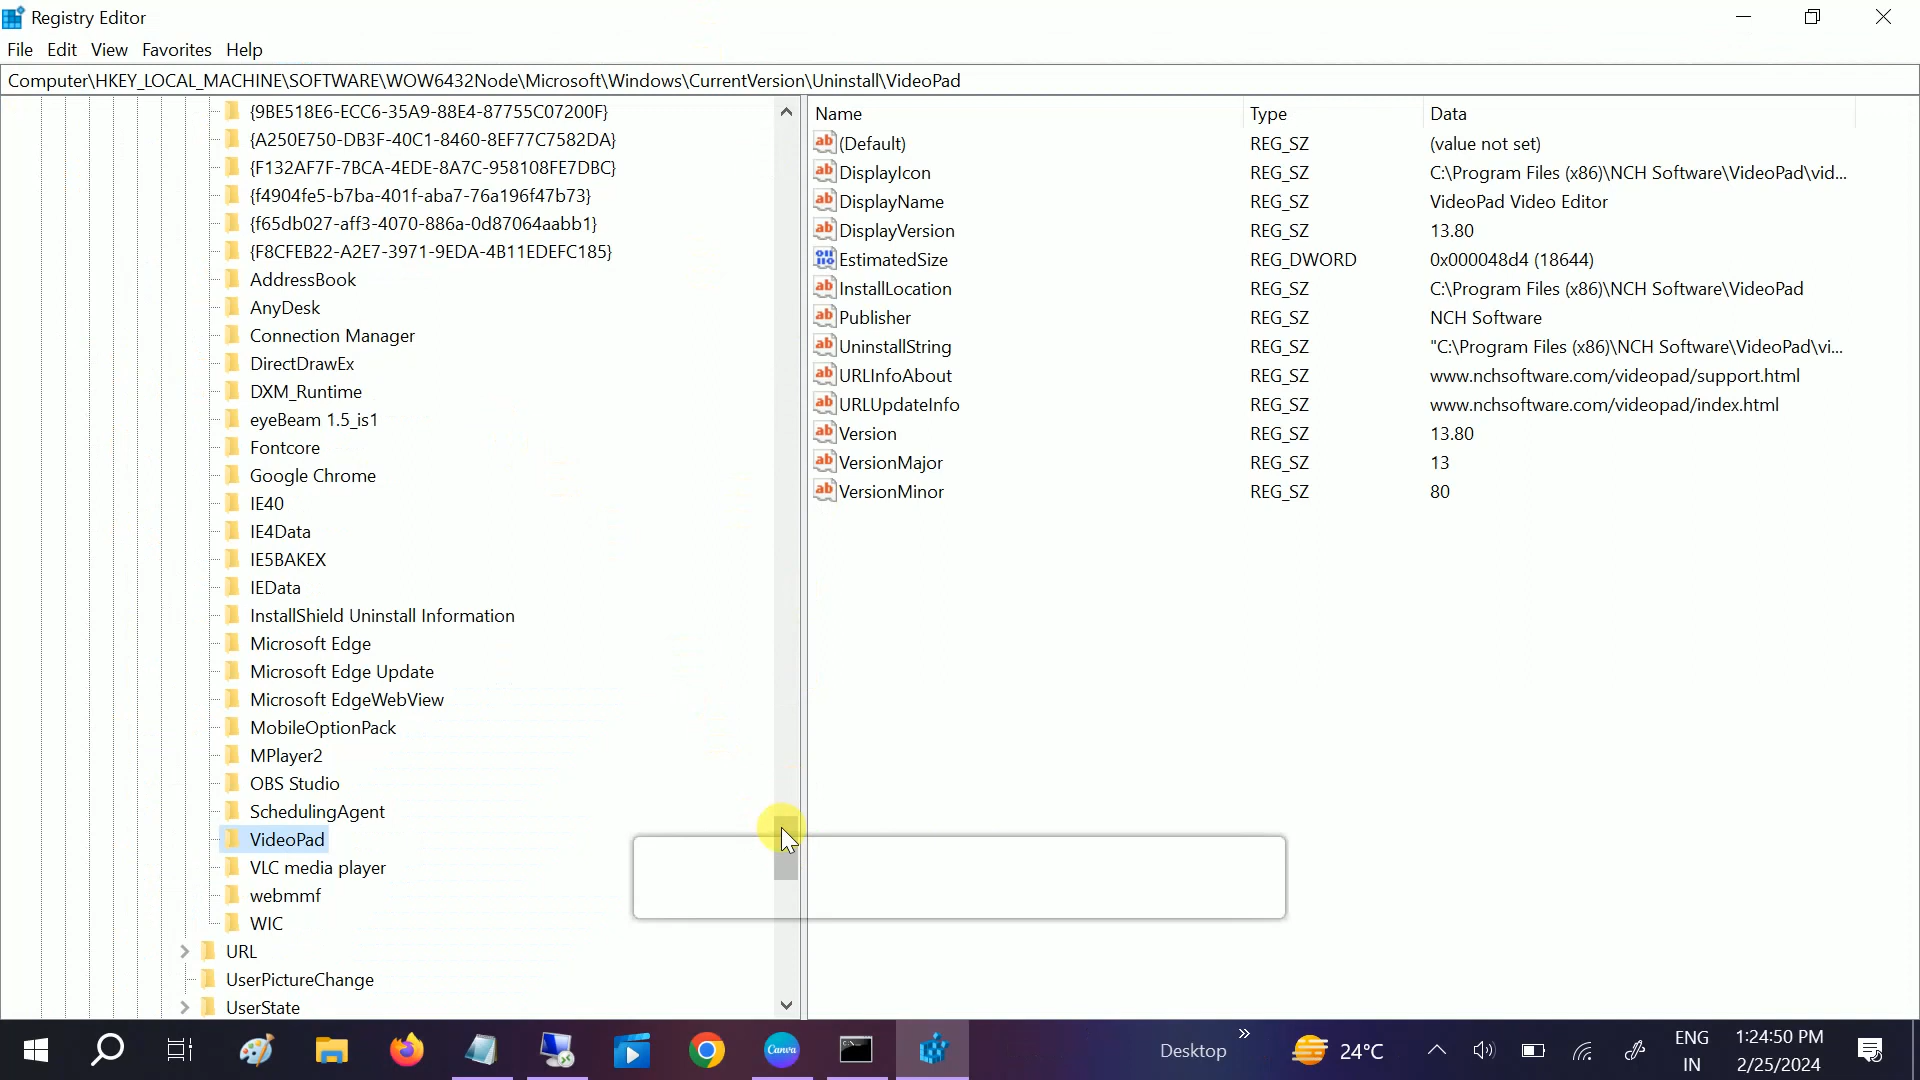 Registry Editor
File Edit View Favorites Help
Computer\HKEY_LOCAL_MACHINE\SOFTWARE\WOW6432Node\Microsoft\Windows\CurrentVersion\Uninstall\VideoPad
{9BE518E6-ECC6-35A9-88E4-87755C07200F}
{A250E750-DB3F-40C1-8460-8EF77C7582DA}
{F132AF7F-7BCA-4EDE-8A7C-958108FE7DBC}
{f4904fe5-b7ba-401f-aba7-76a196f47b73}
{f65db027-aff3-4070-886a-0d87064aabb1}
{F8CFEB22-A2E7-3971-9EDA-4B11EDEFC185}
AddressBook
AnyDesk
Connection Manager
DirectDrawEx
DXM_Runtime
eyeBeam 1.5_is1
Fontcore
Google Chrome
IE40
IE4Data
IE5BAKEX
IEData
InstallShield Uninstall Information
Microsoft Edge
Microsoft Edge Update
Microsoft EdgeWebView
MobileOptionPack
MPlayer2
OBS Studio
SchedulingAgent
VideoPad
VLC media player
webmmf
WIC
URL
UserPictureChange
UserState
Name Type Data
(Default) REG_SZ (value not set)
DisplayIcon REG_SZ C:\Program Files (x86)\NCH Software\VideoPad\vid...
DisplayName REG_SZ VideoPad Video Editor
DisplayVersion REG_SZ 13.80
EstimatedSize REG_DWORD 0x000048d4 (18644)
InstallLocation REG_SZ C:\Program Files (x86)\NCH Software\VideoPad
Publisher REG_SZ NCH Software
UninstallString REG_SZ "C:\Program Files (x86)\NCH Software\VideoPad\vi...
URLInfoAbout REG_SZ www.nchsoftware.com/videopad/support.html
URLUpdateInfo REG_SZ www.nchsoftware.com/videopad/index.html
Version REG_SZ 13.80
VersionMajor REG_SZ 13
VersionMinor REG_SZ 80
Canva
Desktop
24°C
ENG
IN
1:24:50 PM
2/25/2024